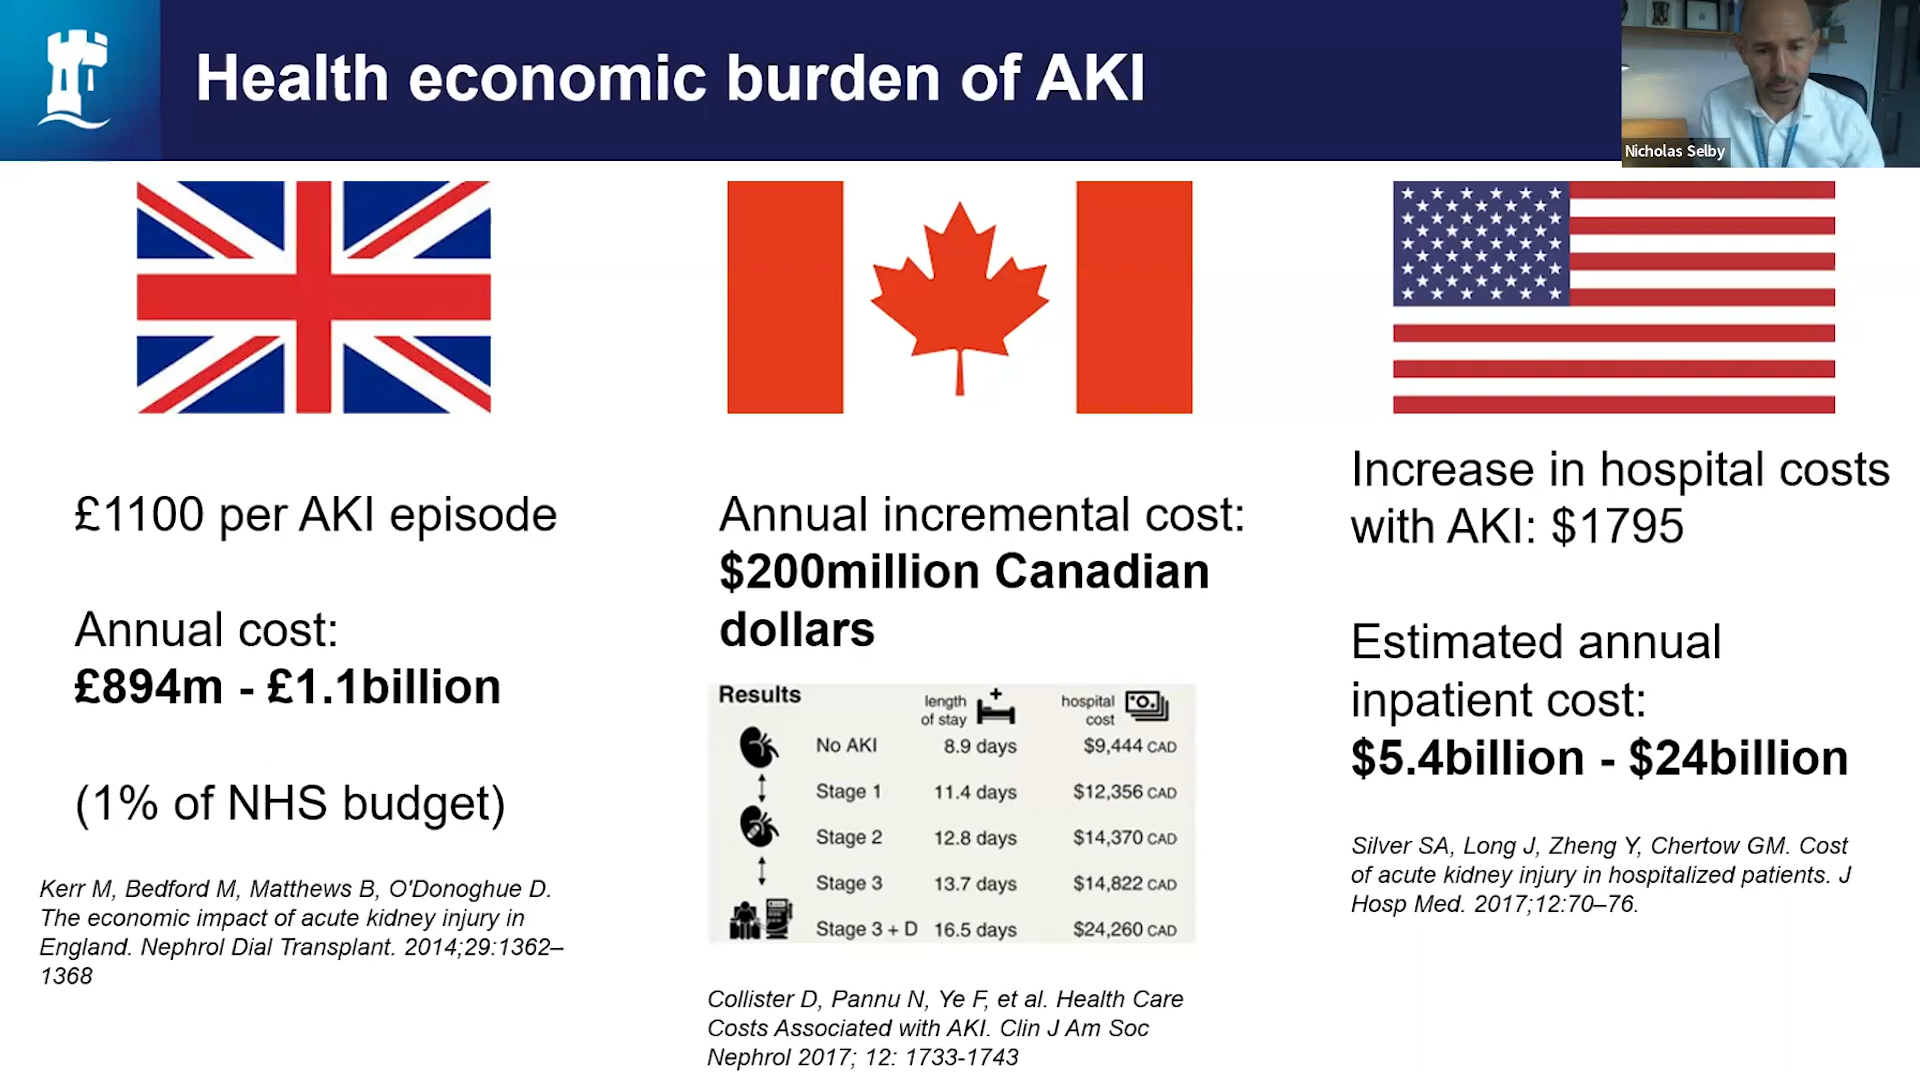 Health economic burden of AKI
Nicholas Selby
£1100 per AKI episode
Annual cost:
£894m - £1.1billion
(1% of NHS budget)
Kerr M, Bedford M, Matthews B, O'Donoghue D.
The economic impact of acute kidney injury in
England. Nephrol Dial Transplant. 2014;29:1362–
1368
Annual incremental cost:
$200million Canadian
dollars
Results
length
of stay
hospital
cost
No AKI 8.9 days $9,444 CAD
Stage 1 11.4 days $12,356 CAD
Stage 2 12.8 days $14,370 CAD
Stage 3 13.7 days $14,822 CAD
Stage 3 + D 16.5 days $24,260 CAD
Collister D, Pannu N, Ye F, et al. Health Care
Costs Associated with AKI. Clin J Am Soc
Nephrol 2017; 12: 1733-1743
Increase in hospital costs
with AKI: $1795
Estimated annual
inpatient cost:
$5.4billion - $24billion
Silver SA, Long J, Zheng Y, Chertow GM. Cost
of acute kidney injury in hospitalized patients. J
Hosp Med. 2017;12:70–76.